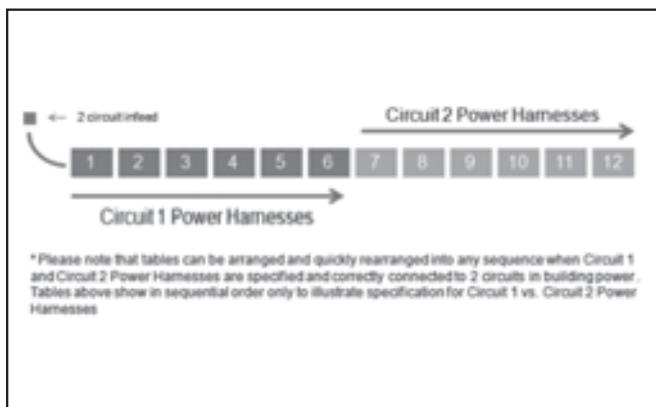 2 circuit infeed
Circuit 2 Power Harnesses
1 2 3 4 5 6 7 8 9 10 11 12
Circuit 1 Power Harnesses
*Please note that tables can be arranged and quickly rearranged into any sequence when Circuit 1
and Circuit 2 Power Harnesses are specified and correctly connected to 2 circuits in building power.
Tables above show in sequential order only to illustrate specification for Circuit 1 vs. Circuit 2 Power
Harnesses